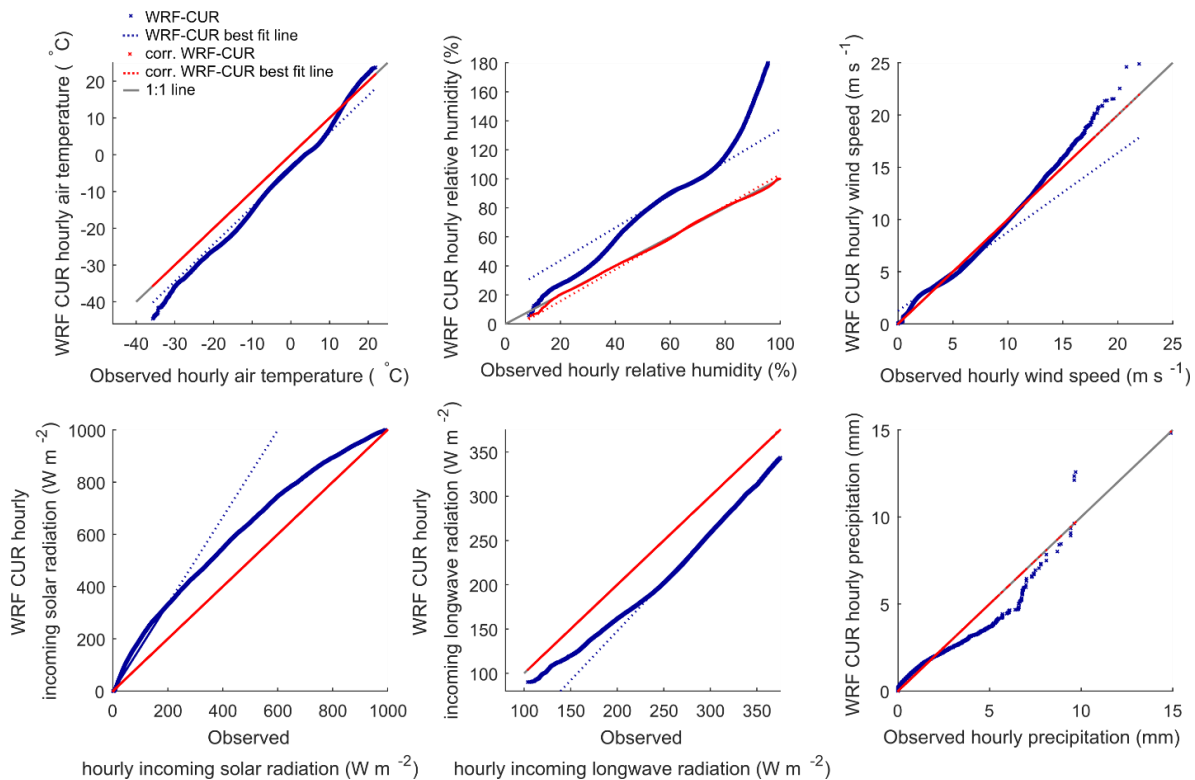 WRF-CUR
WRF-CUR best fit line
corr. WRF-CUR
corr. WRF-CUR best fit line
1:1 line
WRF CUR hourly air temperature ( °C)
20
10
0
-10
-20
-30
-40
-40 -30 -20 -10 0 10 20
Observed hourly air temperature ( °C)
WRF CUR hourly relative humidity (%)
180
160
140
120
100
80
60
40
20
0
0 20 40 60 80 100
Observed hourly relative humidity (%)
WRF CUR hourly wind speed (m s -1)
25
20
15
10
5
0
0 5 10 15 20 25
Observed hourly wind speed (m s -1)
WRF CUR hourly
incoming solar radiation (W m -2)
1000
800
600
400
200
0
0 200 400 600 800 1000
Observed
hourly incoming solar radiation (W m -2)
WRF CUR hourly
incoming longwave radiation (W m -2)
350
300
250
200
150
100
100 150 200 250 300 350
Observed
hourly incoming longwave radiation (W m -2)
WRF CUR hourly precipitation (mm)
15
10
5
0
0 5 10 15
Observed hourly precipitation (mm)